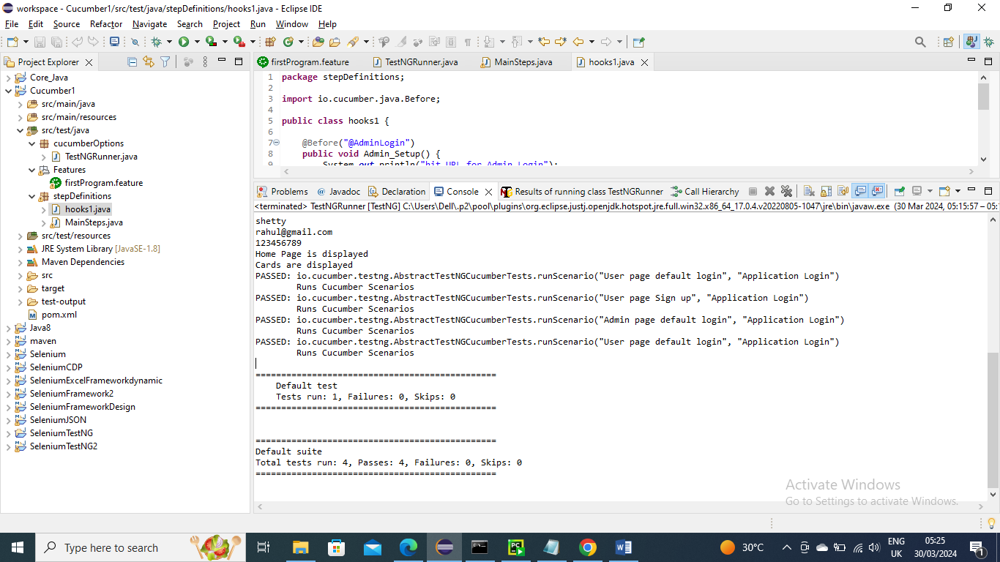 workspace - Cucumber1/src/test/java/stepDefinitions/hooks1.java - Eclipse IDE
File Edit Source Refactor Navigate Search Project Run Window Help
Project Explorer
Core_Java
Cucumber1
src/main/java
src/main/resources
src/test/java
cucumberOptions
TestNGRunner.java
Features
firstProgram.feature
stepDefinitions
hooks1.java
MainSteps.java
src/test/resources
JRE System Library [JavaSE-1.8]
Maven Dependencies
src
target
test-output
pom.xml
Java8
maven
Selenium
SeleniumCDP
SeleniumExcelFrameworkdynamic
SeleniumFramework2
SeleniumFrameworkDesign
SeleniumJSON
SeleniumTestNG
SeleniumTestNG2
firstProgram.feature TestNGRunner.java MainSteps.java hooks1.java
1 package stepDefinitions;
2
3 import io.cucumber.java.Before;
4
5 public class hooks1 {
6
7 @Before("@AdminLogin")
8 public void Admin_Setup() {
9 System.out.println("hit URL for Admin Login");
Problems @ Javadoc Declaration Console Results of running class TestNGRunner Call Hierarchy
<terminated> TestNGRunner [TestNG] C:\Users\Dell\.p2\pool\plugins\org.eclipse.justj.openjdk.hotspot.jre.full.win32.x86_64_17.0.4.v20220805-1047\jre\bin\javaw.exe (30 Mar 2024, 05:15:57 – 05:
shetty
rahul@gmail.com
123456789
Home Page is displayed
Cards are displayed
PASSED: io.cucumber.testng.AbstractTestNGCucumberTests.runScenario("User page default login", "Application Login")
Runs Cucumber Scenarios
PASSED: io.cucumber.testng.AbstractTestNGCucumberTests.runScenario("User page Sign up", "Application Login")
Runs Cucumber Scenarios
PASSED: io.cucumber.testng.AbstractTestNGCucumberTests.runScenario("Admin page default login", "Application Login")
Runs Cucumber Scenarios
PASSED: io.cucumber.testng.AbstractTestNGCucumberTests.runScenario("User page default login", "Application Login")
Runs Cucumber Scenarios
===============================================
Default test
Tests run: 1, Failures: 0, Skips: 0
===============================================
===============================================
Default suite
Total tests run: 4, Passes: 4, Failures: 0, Skips: 0
===============================================
Activate Windows
Go to Settings to activate Windows.
Type here to search
30°C
ENG
UK
05:25
30/03/2024
1